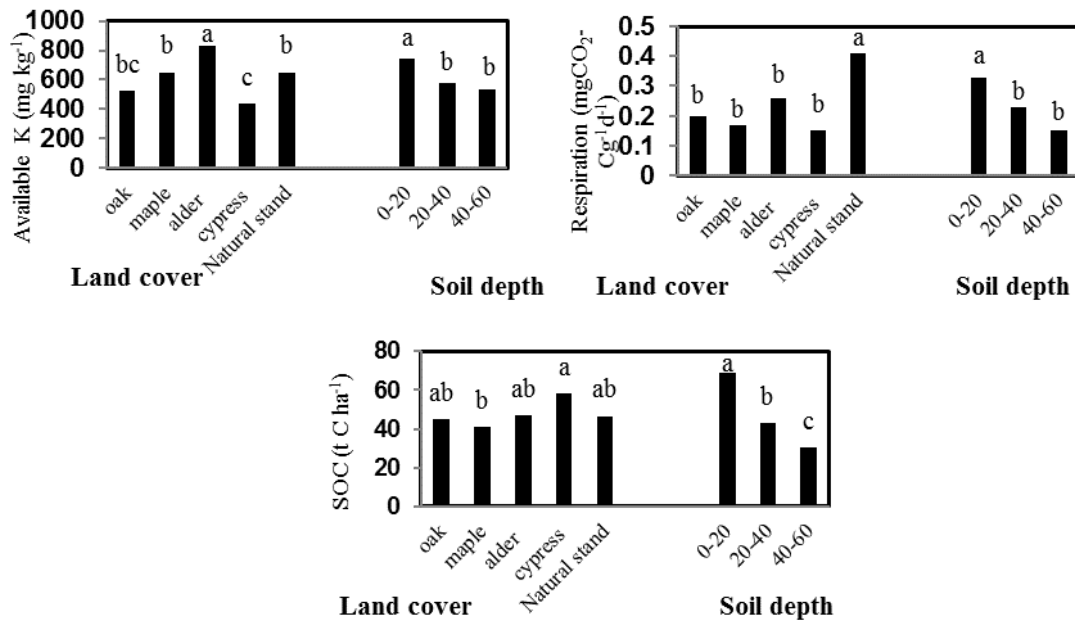 Available K (mg kg⁻¹)
1000
800
600
400
200
0
bc
b
a
c
b
a
b
b
oak
maple
alder
cypress
Natural stand
0-20
20-40
40-60
Land cover
Soil depth
Respiration (mgCO₂-
Cg⁻¹d⁻¹)
0.5
0.4
0.3
0.2
0.1
0
b
b
b
b
a
a
b
b
oak
maple
alder
cypress
Natural stand
0-20
20-40
40-60
Land cover
Soil depth
SOC (t C ha⁻¹)
80
60
40
20
0
ab
b
ab
a
ab
a
b
c
oak
maple
alder
cypress
Natural stand
0-20
20-40
40-60
Land cover
Soil depth